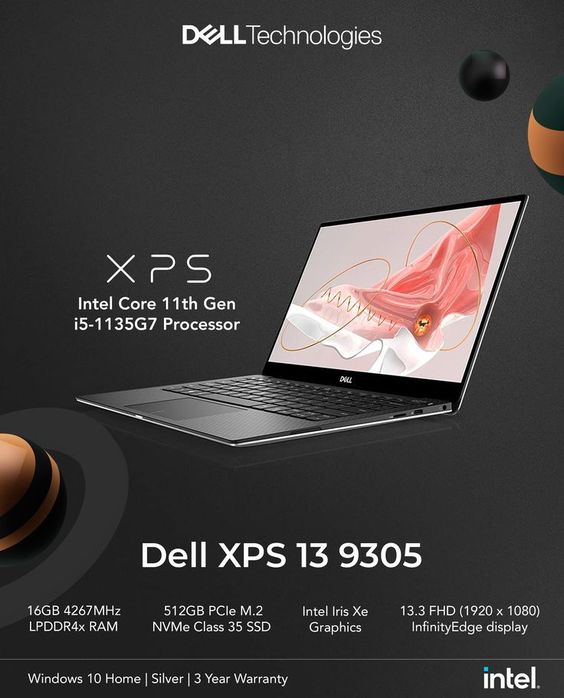 DELLTechnologies
XPS
Intel Core 11th Gen
i5-1135G7 Processor
DELL
Dell XPS 13 9305
16GB 4267MHz
LPDDR4x RAM
512GB PCIe M.2
NVMe Class 35 SSD
Intel Iris Xe
Graphics
13.3 FHD (1920 x 1080)
InfinityEdge display
Windows 10 Home | Silver | 3 Year Warranty
intel.